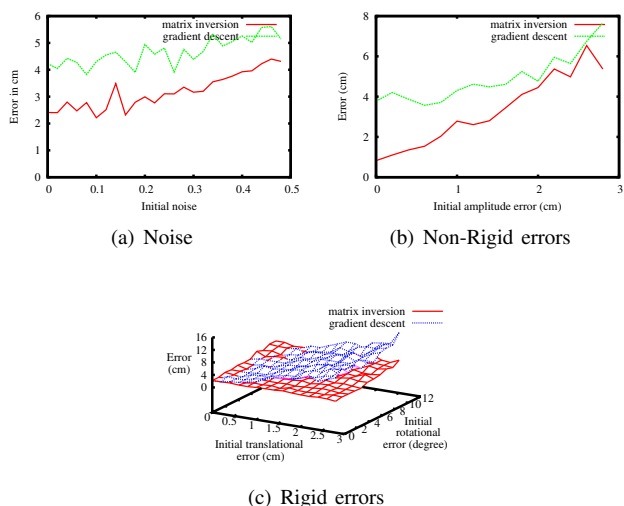 matrix inversion
gradient descent
Error in cm
6
5
4
3
2
1
0
0 0.1 0.2 0.3 0.4 0.5
Initial noise
(a) Noise
matrix inversion
gradient descent
Error (cm)
8
6
4
2
0
0 1 2 3
Initial amplitude error (cm)
(b) Non-Rigid errors
matrix inversion
gradient descent
Error
(cm)
16
12
8
4
0
0 0.5 1 1.5 2 2.5 3
Initial translational
error (cm)
0 2 4 6 8 10 12
Initial
rotational
error (degree)
(c) Rigid errors